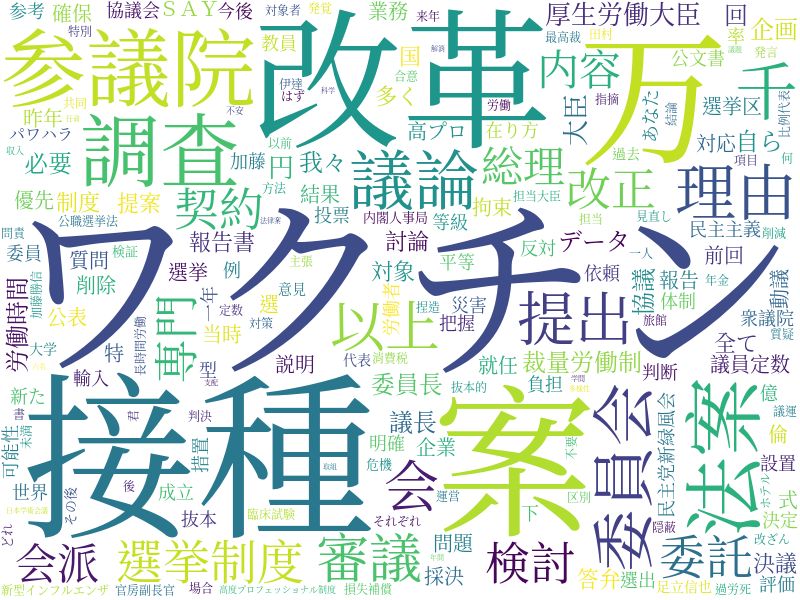 参考
確保
協議会
ＳＡＹ
今後
対象者
発覚
来年
業務
厚生労働大臣
回
企画
率
特別
教員
国
田村
最高裁
解消
発言
公文書
参議院
改革
万
千
合意
伊達
はず
多く
内容
大臣
指摘
あなた
選挙区
比例代表
昨年
共同
パワハラ
不安
科学
労働
結論
収入
必要
調査
加藤
以前
円
我々
高プロ
在り方
過去
対応
自ら
何
優先
制度
提案
契約
方法
結果
議論
総理
改正
項目
理由
公職選挙法
投票
拘束
担当大臣
担当
見直し
削減
民主主義
内閣人事局
等級
法律案
問責
委員
検証
報告書
主張
討論
反対
データ
一人
前回
労働時間
加藤勝信
質問
削除
選挙
例
対象
平等
依頼
協議
報告
年金
動議
ワクチン
公表
長時間労働
専門
一年
選
定数
意見
以上
労働者
捏造
災害
把握
提出
体制
旅館
衆議院
質疑
大学
特
当時
型
対策
説明
代表
消費税
就任
裁量労働制
全て
議員定数
輸入
支配
委員長
抜本的
負担
判断
億
新た
書
未満
君
判決
措置
議長
学問
多様性
可能性
接種
明確
企業
案
委員会
民主党新緑風会
法案
議運
倫
世界
成立
後
取組
危機
不要
設置
その後
会
運営
区別
ホテル
式
日本学術会議
抜本
臨床試験
それぞれ
下
隠蔽
決定
どれ
会派
選挙制度
審議
問題
検討
委託
改ざん
決議
年間
採決
答弁
選出
評価
新型インフルエンザ
官房副長官
場合
高度プロフェッショナル制度
損失補償
足立信也
過労死